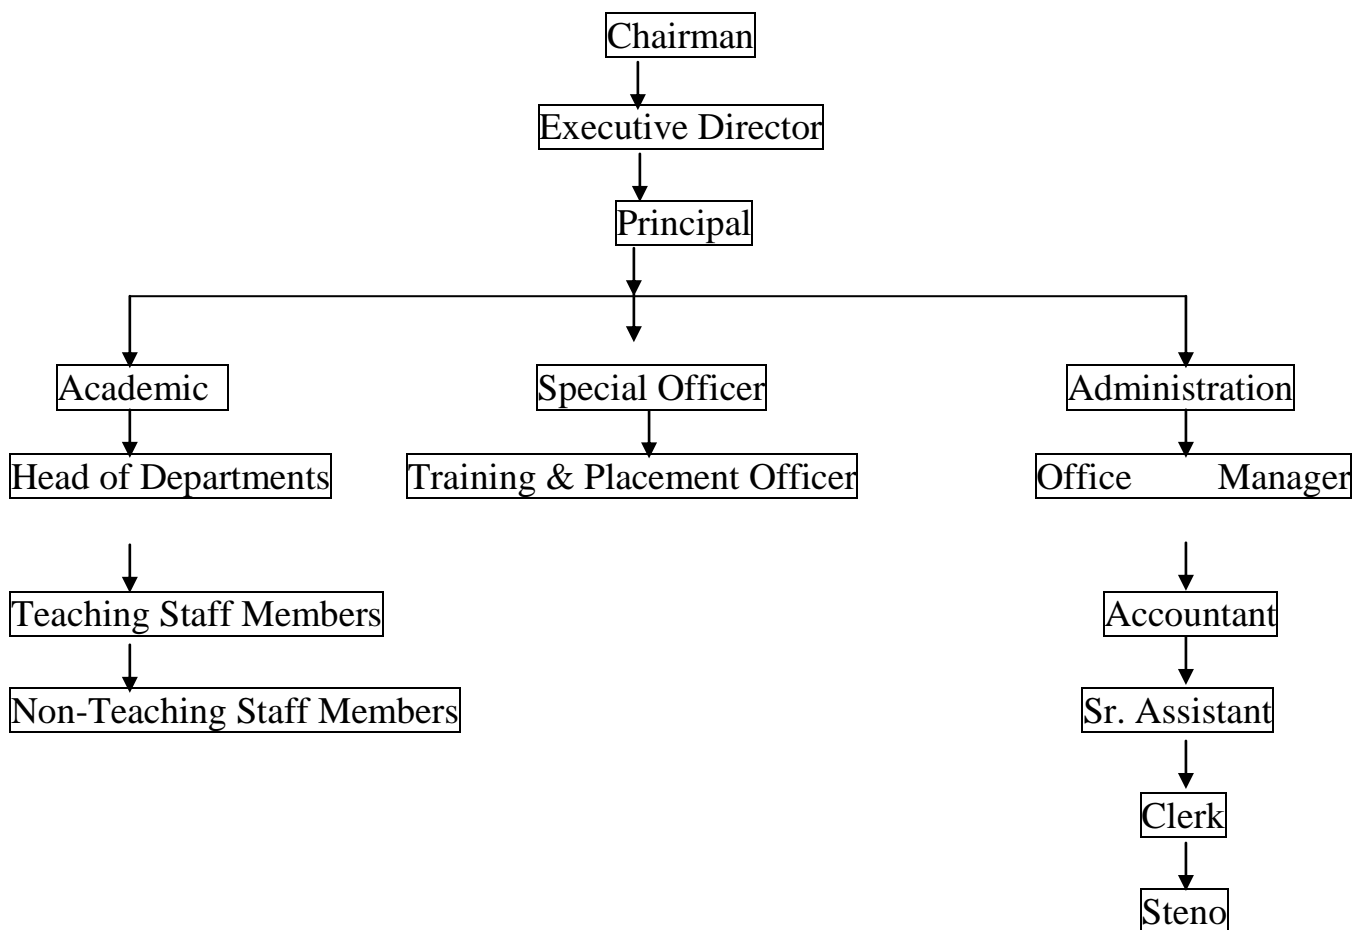 Chairman
Executive Director
Principal
Academic
Special Officer
Administration
Head of Departments
Training & Placement Officer
Office Manager
Teaching Staff Members
Accountant
Non-Teaching Staff Members
Sr. Assistant
Clerk
Steno